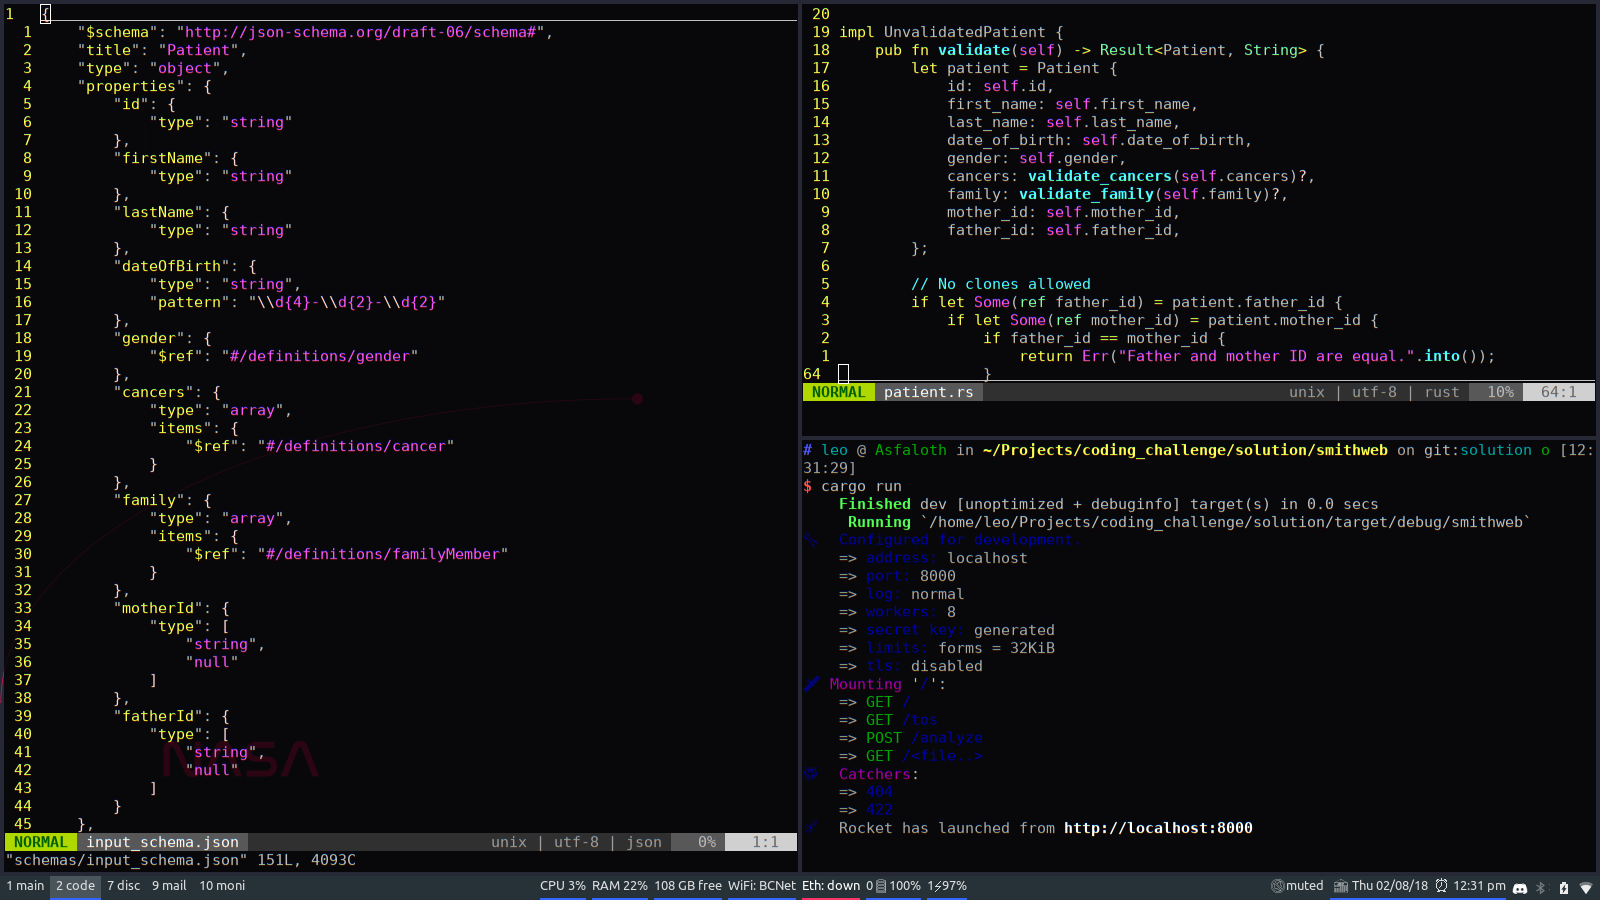 1   {
1       "$schema": "http://json-schema.org/draft-06/schema#",
2       "title": "Patient",
3       "type": "object",
4       "properties": {
5           "id": {
6               "type": "string"
7           },
8           "firstName": {
9               "type": "string"
10          },
11          "lastName": {
12              "type": "string"
13          },
14          "dateOfBirth": {
15              "type": "string",
16              "pattern": "\\d{4}-\\d{2}-\\d{2}"
17          },
18          "gender": {
19              "$ref": "#/definitions/gender"
20          },
21          "cancers": {
22              "type": "array",
23              "items": {
24                  "$ref": "#/definitions/cancer"
25              }
26          },
27          "family": {
28              "type": "array",
29              "items": {
30                  "$ref": "#/definitions/familyMember"
31              }
32          },
33          "motherId": {
34              "type": [
35                  "string",
36                  "null"
37              ]
38          },
39          "fatherId": {
40              "type": [
41                  "string",
42                  "null"
43              ]
44          }
45      },
NASA
NORMAL input_schema.json unix | utf-8 | json 0% 1:1
"schemas/input_schema.json" 151L, 4093C
20
19 impl UnvalidatedPatient {
18     pub fn validate(self) -> Result<Patient, String> {
17         let patient = Patient {
16             id: self.id,
15             first_name: self.first_name,
14             last_name: self.last_name,
13             date_of_birth: self.date_of_birth,
12             gender: self.gender,
11             cancers: validate_cancers(self.cancers)?,
10             family: validate_family(self.family)?,
9             mother_id: self.mother_id,
8             father_id: self.father_id,
7         };
6
5         // No clones allowed
4         if let Some(ref father_id) = patient.father_id {
3             if let Some(ref mother_id) = patient.mother_id {
2                 if father_id == mother_id {
1                     return Err("Father and mother ID are equal.".into());
64                }
NORMAL patient.rs unix | utf-8 | rust 10% 64:1
# leo @ Asfaloth in ~/Projects/coding_challenge/solution/smithweb on git:solution o [12:
31:29]
$ cargo run
Finished dev [unoptimized + debuginfo] target(s) in 0.0 secs
Running `/home/leo/Projects/coding_challenge/solution/target/debug/smithweb`
Configured for development.
=> address: localhost
=> port: 8000
=> log: normal
=> workers: 8
=> secret key: generated
=> limits: forms = 32KiB
=> tls: disabled
Mounting '/':
=> GET /
=> GET /tos
=> POST /analyze
=> GET /<file..>
Catchers:
=> 404
=> 422
Rocket has launched from http://localhost:8000
1 main 2 code 7 disc 9 mail 10 moni CPU 3% RAM 22% 108 GB free WiFi: BCNet Eth: down 0 100% 1⚡97% muted Thu 02/08/18 12:31 pm